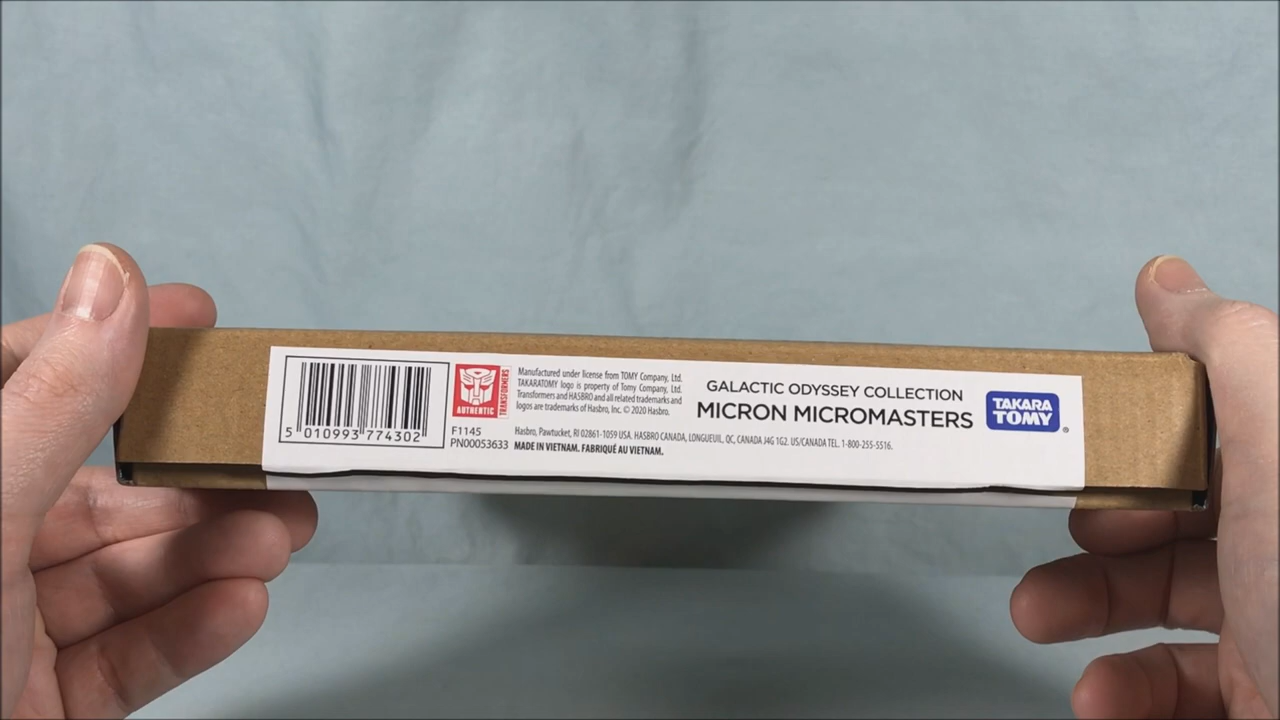 5 010993 774302
AUTHENTIC
TRANSFORMERS
F1145
PN00053633
Manufactured under license from TOMY Company, Ltd.
TAKARATOMY logo is property of Tomy Company, Ltd.
Transformers and HASBRO and all related trademarks and
logos are trademarks of Hasbro, Inc. © 2020 Hasbro.
Hasbro, Pawtucket, RI 02861-1059 USA. HASBRO CANADA, LONGUEUIL, QC, CANADA J4G 1G2. US/CANADA TEL. 1-800-255-5516.
MADE IN VIETNAM. FABRIQUÉ AU VIETNAM.
GALACTIC ODYSSEY COLLECTION
MICRON MICROMASTERS
TAKARA
TOMY®